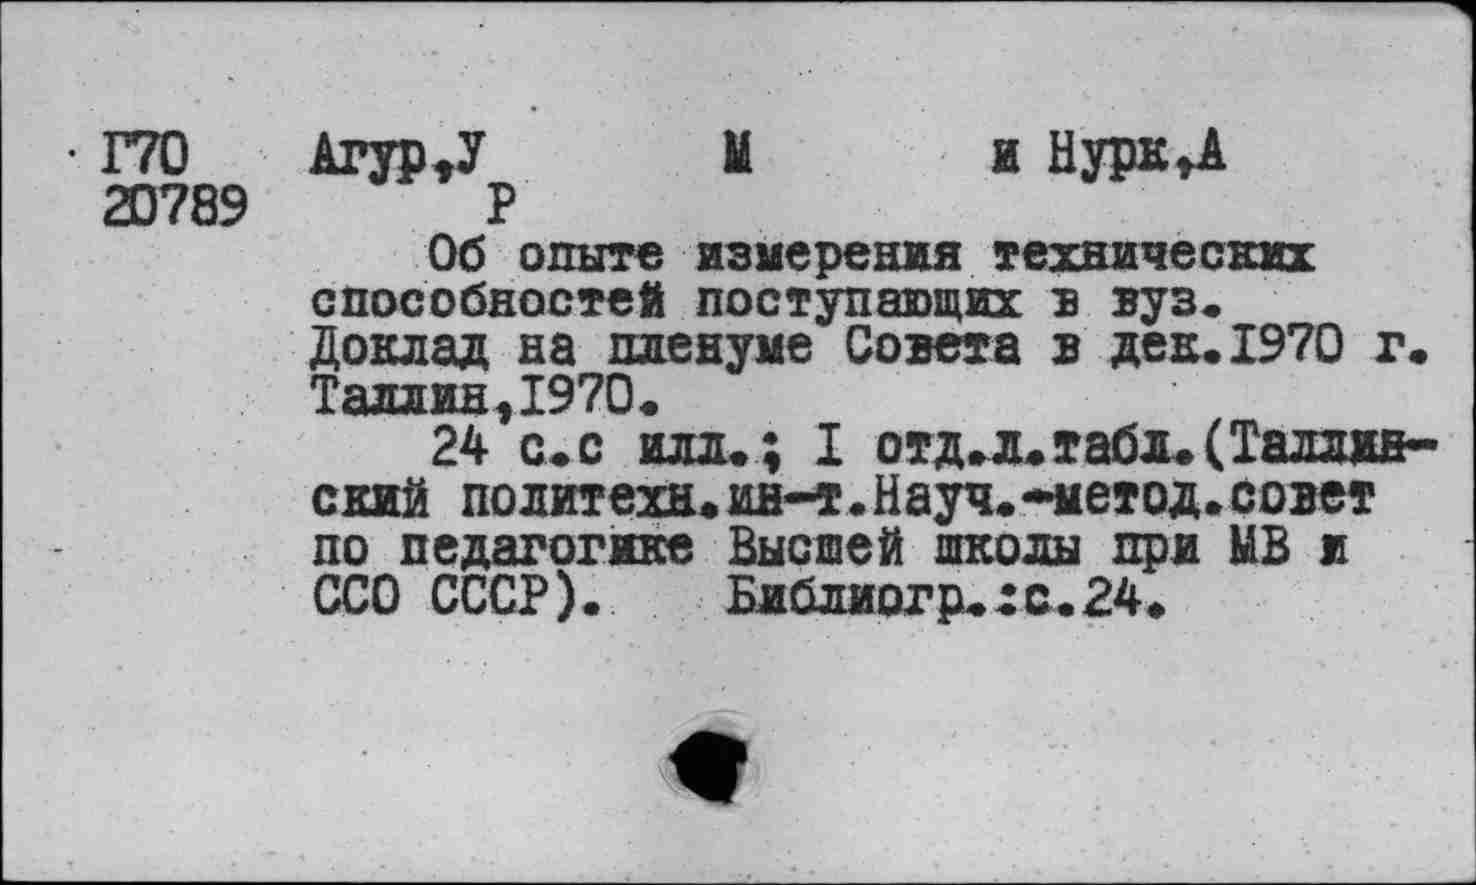 Г70 Агур,У М и Нурк,А
20789 Р
Об опыте измерения технических
способностей поступающих в вуз.
Доклад на пленуме Совета в дек.1970 г.
Таллин,1970.
24 с.с илл.; I отд.л.табл.(Таллин-
ский политехн.ин-т.Науч.-метод.совет
по педагогике Высшей школы при МВ и
ССО СССР). Библиогр.:с.24.